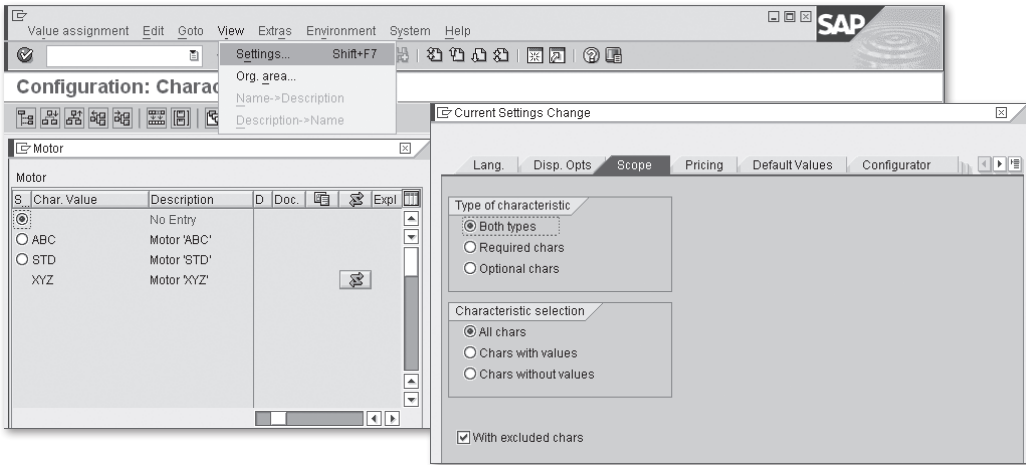 Value assignment Edit Goto View Extras Environment System Help
SAP
Settings... Shift+F7
Org. area...
Name->Description
Description->Name
Configuration: Charac
Motor
Motor
S.. Char. Value Description D Doc. Expl
No Entry
ABC Motor 'ABC'
STD Motor 'STD'
XYZ Motor 'XYZ'
Current Settings Change
Lang. Disp. Opts Scope Pricing Default Values Configurator
Type of characteristic
Both types
Required chars
Optional chars
Characteristic selection
All chars
Chars with values
Chars without values
With excluded chars